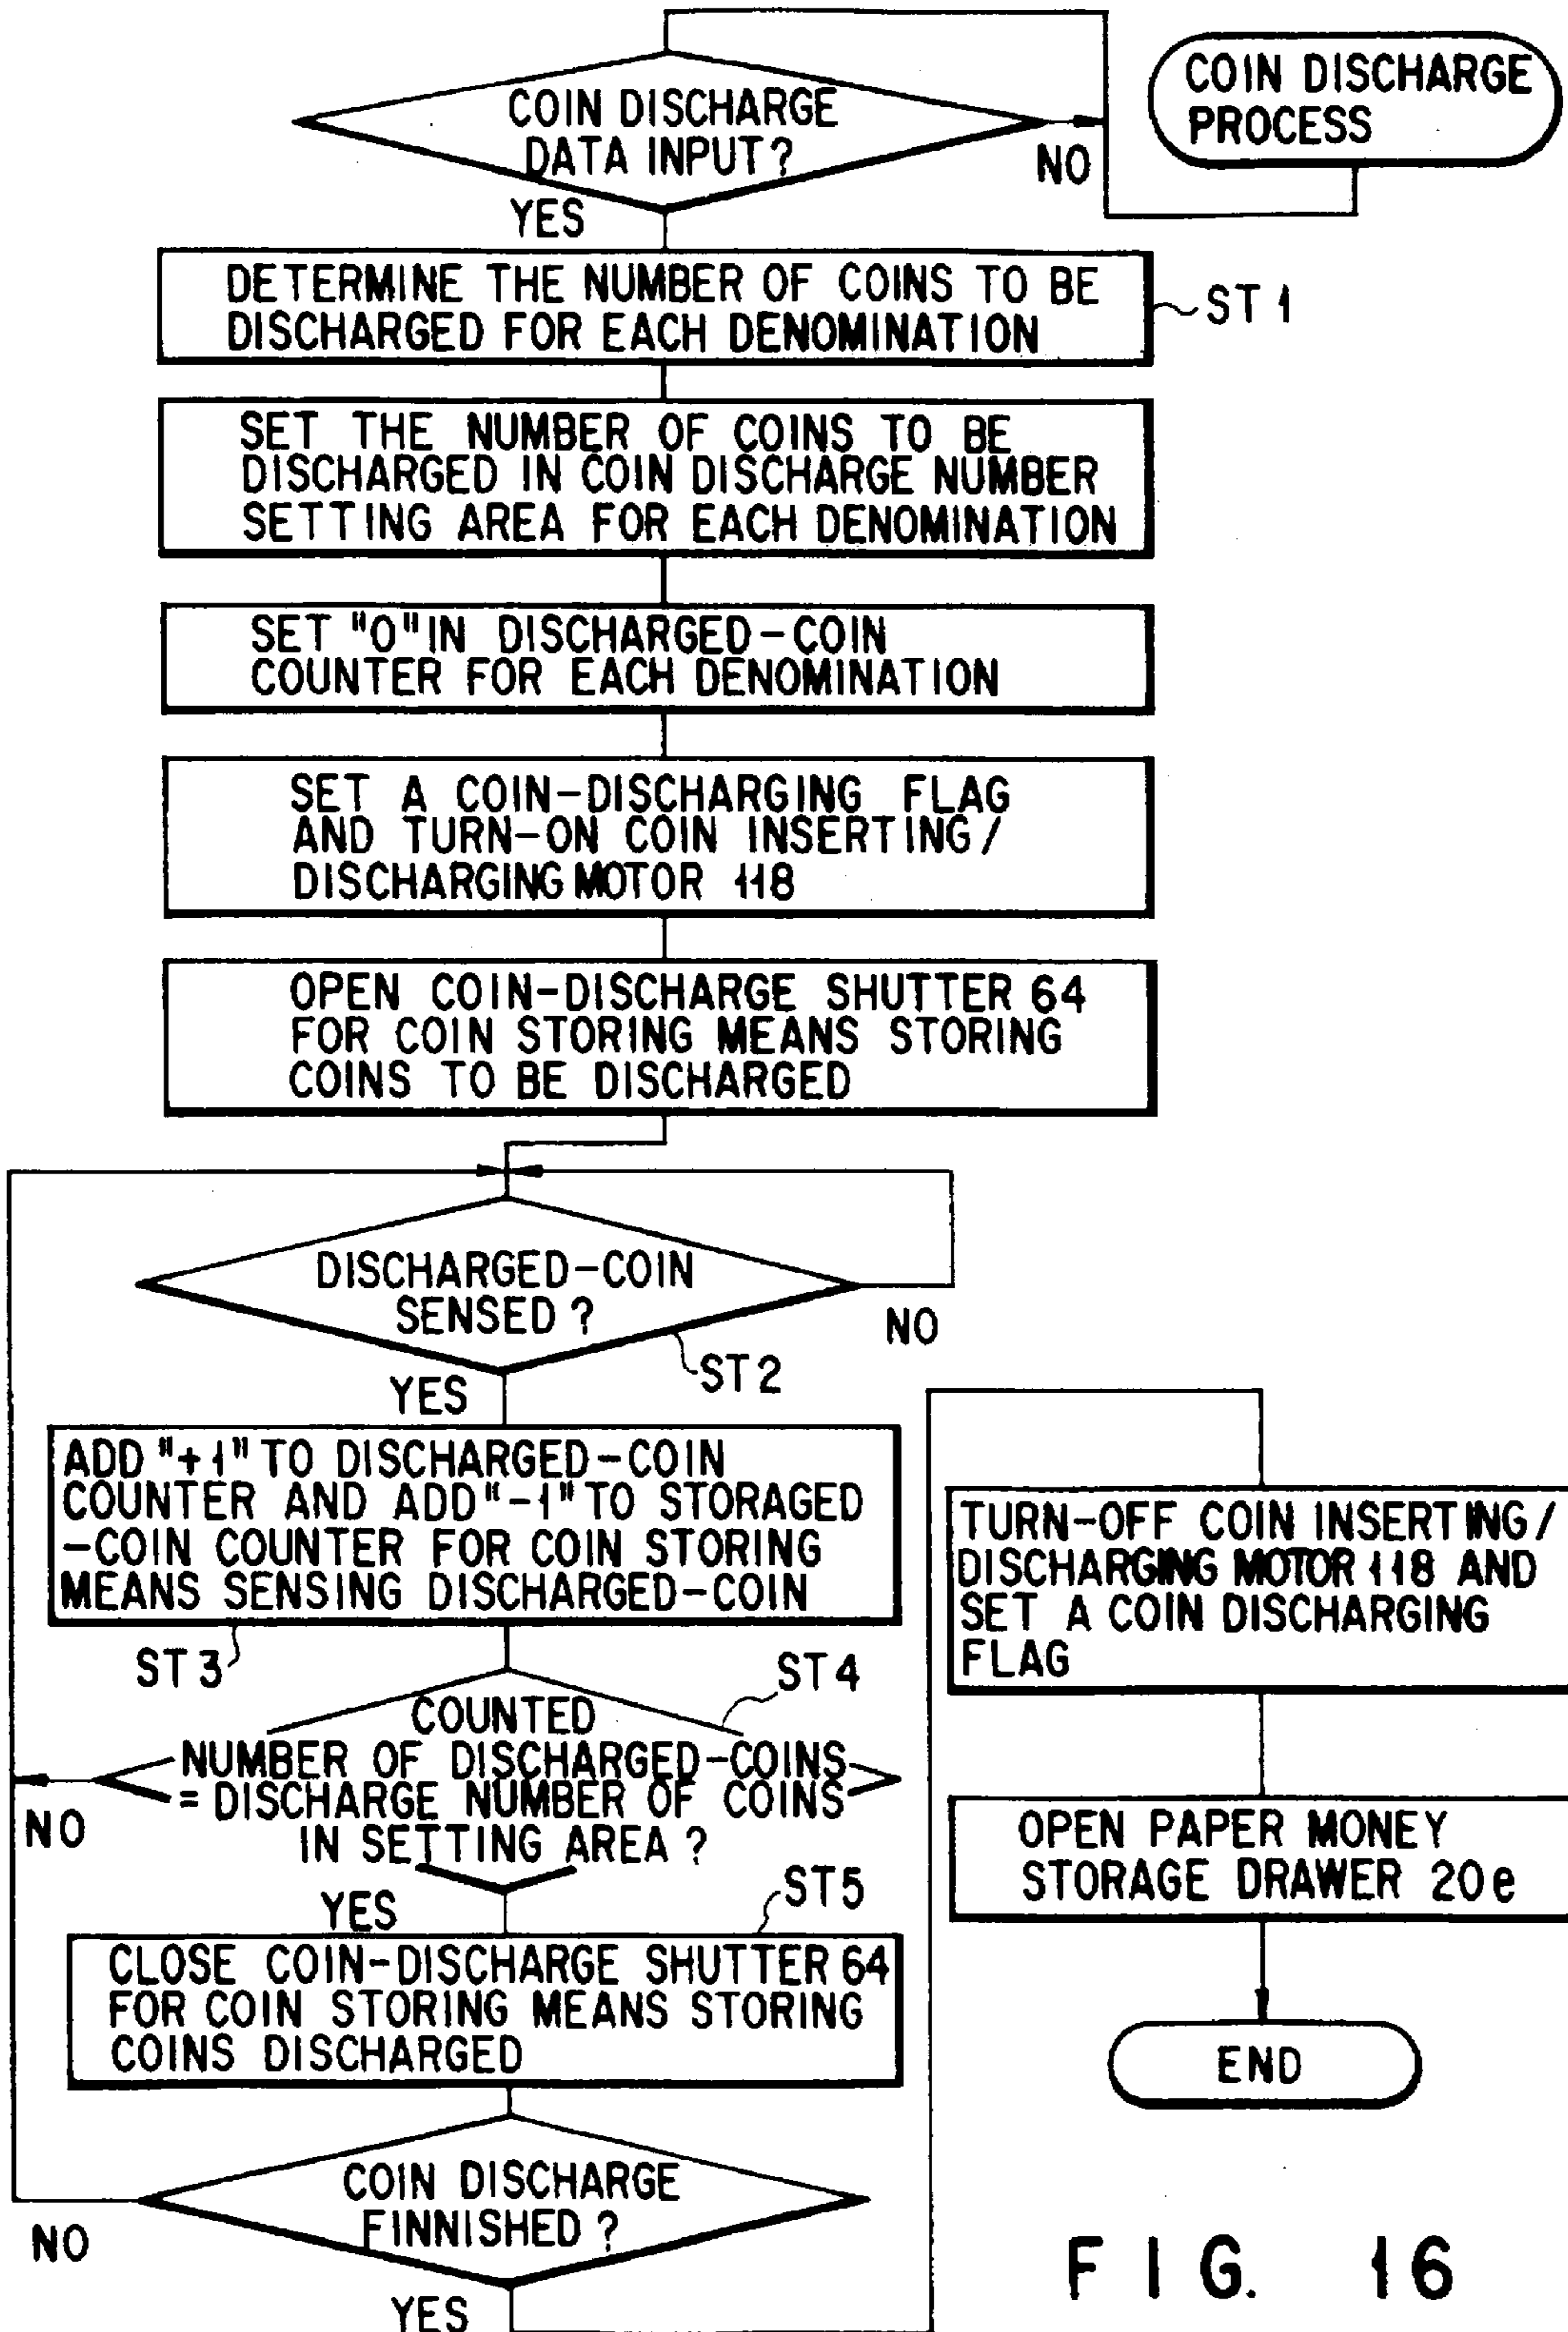 COIN DISCHARGE
PROCESS
COIN DISCHARGE
DATA INPUT?
NO
YES
DETERMINE THE NUMBER OF COINS TO BE
DISCHARGED FOR EACH DENOMINATION
ST1
SET THE NUMBER OF COINS TO BE
DISCHARGED IN COIN DISCHARGE NUMBER
SETTING AREA FOR EACH DENOMINATION
SET "0" IN DISCHARGED-COIN
COUNTER FOR EACH DENOMINATION
SET A COIN-DISCHARGING FLAG
AND TURN-ON COIN INSERTING/
DISCHARGING MOTOR 118
OPEN COIN-DISCHARGE SHUTTER 64
FOR COIN STORING MEANS STORING
COINS TO BE DISCHARGED
DISCHARGED-COIN
SENSED?
NO
ST2
YES
ADD "+1" TO DISCHARGED-COIN
COUNTER AND ADD "-1" TO STORAGED
-COIN COUNTER FOR COIN STORING
MEANS SENSING DISCHARGED-COIN
ST3
ST4
COUNTED
NUMBER OF DISCHARGED-COINS
= DISCHARGE NUMBER OF COINS
IN SETTING AREA?
NO
YES
ST5
CLOSE COIN-DISCHARGE SHUTTER 64
FOR COIN STORING MEANS STORING
COINS DISCHARGED
COIN DISCHARGE
FINNISHED?
NO
YES
TURN-OFF COIN INSERTING/
DISCHARGING MOTOR 118 AND
SET A COIN DISCHARGING
FLAG
OPEN PAPER MONEY
STORAGE DRAWER 20e
END
FIG. 16